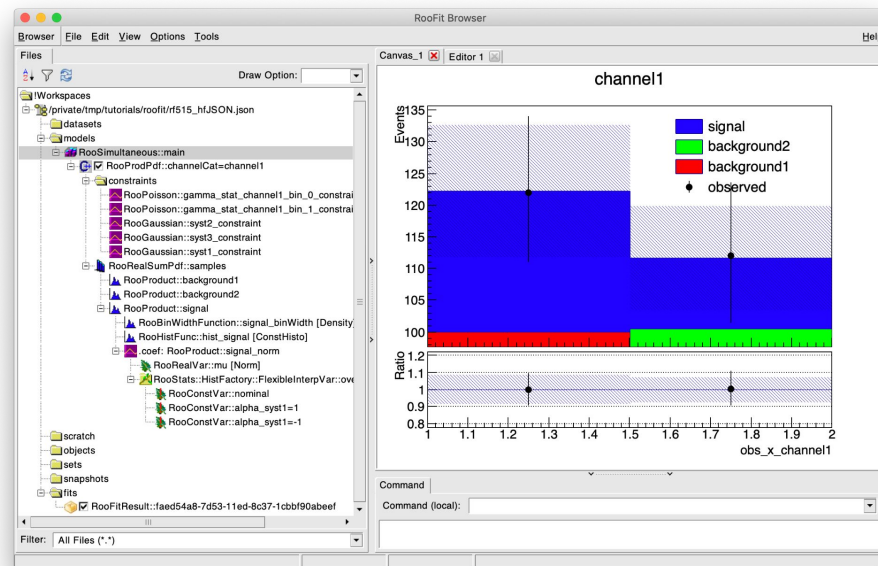 RooFit Browser
Browser File Edit View Options Tools
Files
Draw Option:
!Workspaces
/private/tmp/tutorials/roofit/rf515_hfJSON.json
datasets
models
RooSimultaneous::main
RooProdPdf::channelCat=channel1
constraints
RooPoisson::gamma_stat_channel1_bin_0_constrai
RooPoisson::gamma_stat_channel1_bin_1_constrai
RooGaussian::syst2_constraint
RooGaussian::syst3_constraint
RooGaussian::syst1_constraint
RooRealSumPdf::samples
RooProduct::background1
RooProduct::background2
RooProduct::signal
RooBinWidthFunction::signal_binWidth [Density
RooHistFunc::hist_signal [ConstHisto]
.coef: RooProduct::signal_norm
RooRealVar::mu [Norm]
RooStats::HistFactory::FlexibleInterpVar::ove
RooConstVar::nominal
RooConstVar::alpha_syst1=1
RooConstVar::alpha_syst1=-1
scratch
objects
sets
snapshots
fits
RooFitResult::faed54a8-7d53-11ed-8c37-1cbbf90abeef
Filter: All Files (*.*)
Hel
Canvas_1 Editor 1
channel1
Events
135
130
125
120
115
110
105
100
signal
background2
background1
observed
Ratio
1.2
1.1
1
0.9
0.8
1 1.1 1.2 1.3 1.4 1.5 1.6 1.7 1.8 1.9 2
obs_x_channel1
Command
Command (local):